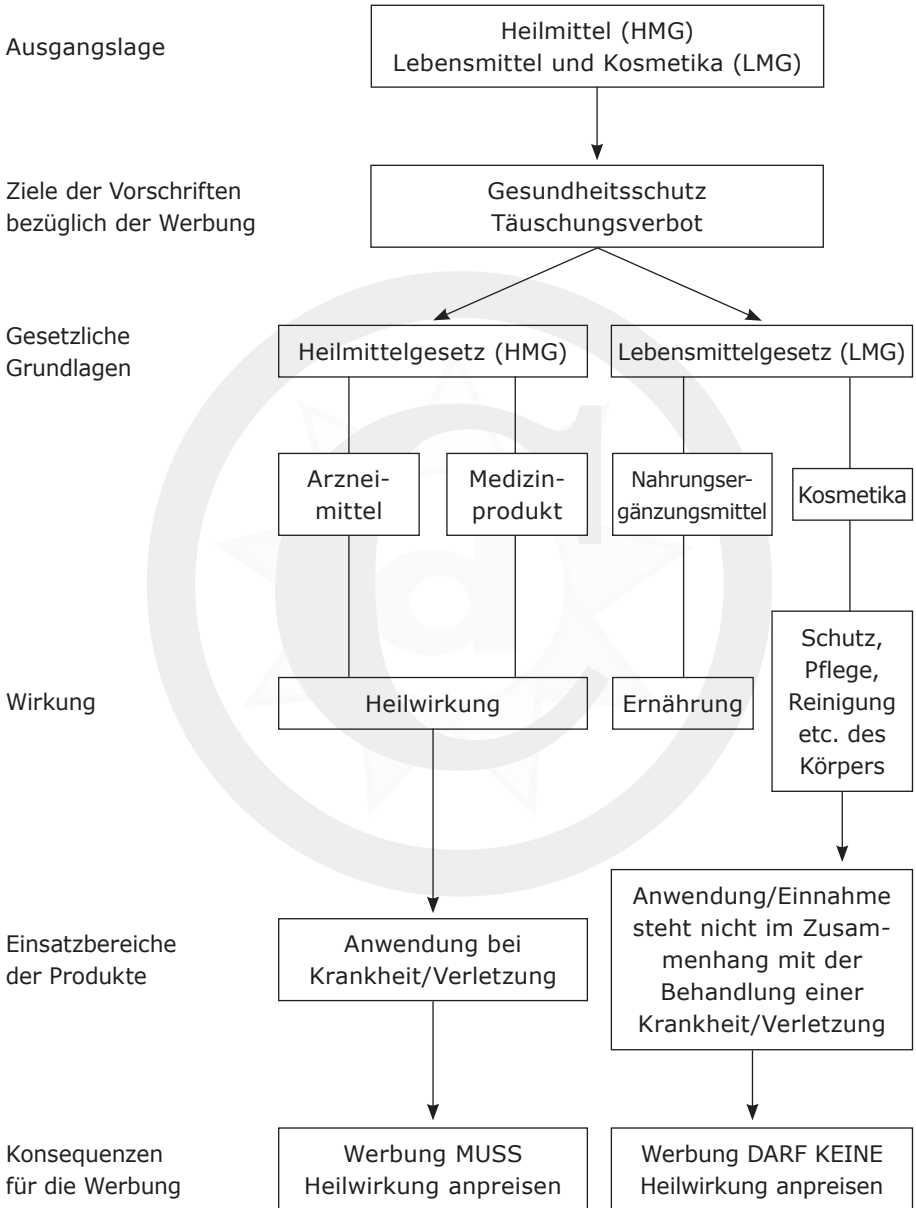 Ausgangslage
Heilmittel (HMG)
Lebensmittel und Kosmetika (LMG)
Ziele der Vorschriften
bezüglich der Werbung
Gesundheitsschutz
Täuschungsverbot
Gesetzliche
Grundlagen
Heilmittelgesetz (HMG)
Lebensmittelgesetz (LMG)
Arznei-
mittel
Medizin-
produkt
Nahrungser-
gänzungsmittel
Kosmetika
Wirkung
Heilwirkung
Ernährung
Schutz,
Pflege,
Reinigung
etc. des
Körpers
Einsatzbereiche
der Produkte
Anwendung bei
Krankheit/Verletzung
Anwendung/Einnahme
steht nicht im Zusam-
menhang mit der
Behandlung einer
Krankheit/Verletzung
Konsequenzen
für die Werbung
Werbung MUSS
Heilwirkung anpreisen
Werbung DARF KEINE
Heilwirkung anpreisen
C
d